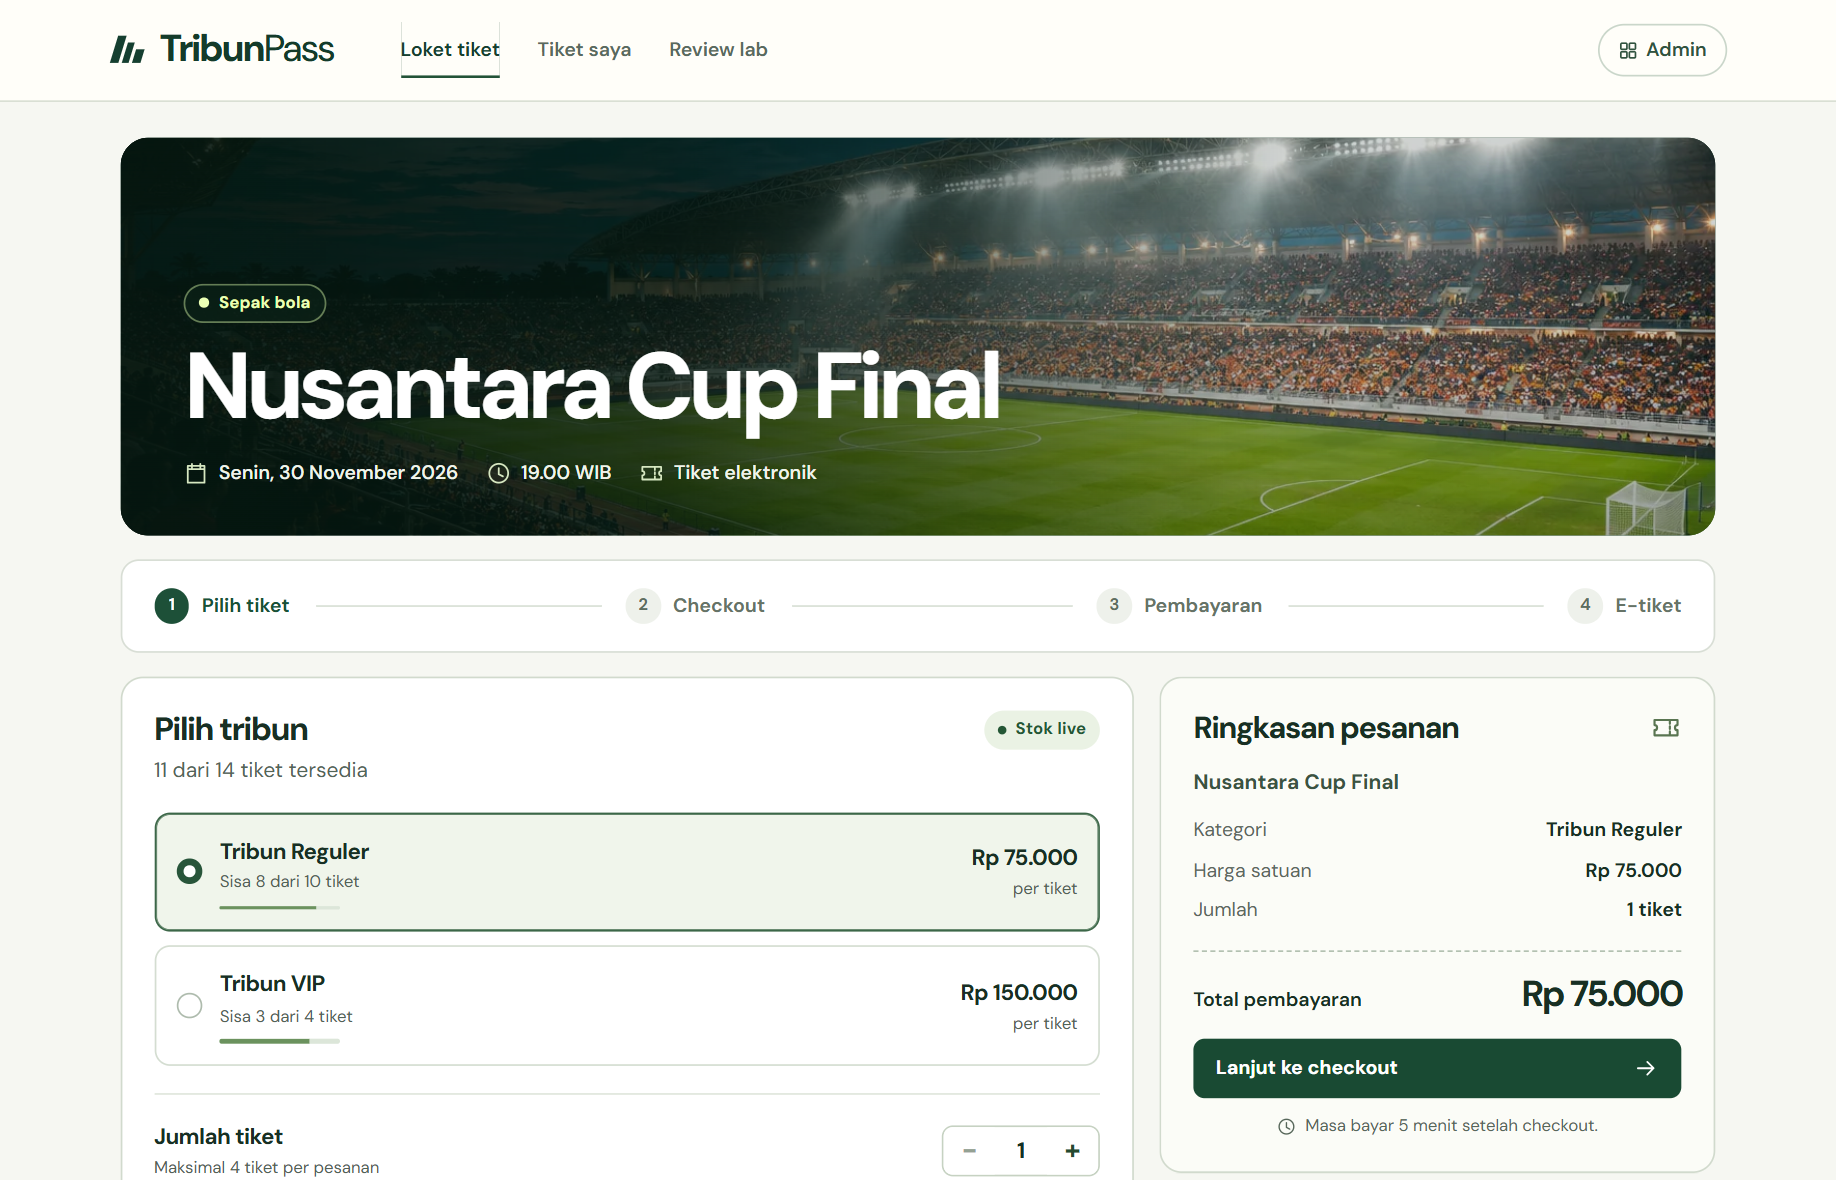 TribunPass
Loket tiket
Tiket saya
Review lab
Admin
Sepak bola
Nusantara Cup Final
Senin, 30 November 2026
19.00 WIB
Tiket elektronik
1 Pilih tiket
2 Checkout
3 Pembayaran
4 E-tiket
Pilih tribun
Stok live
11 dari 14 tiket tersedia
Tribun Reguler
Sisa 8 dari 10 tiket
Rp 75.000
per tiket
Tribun VIP
Sisa 3 dari 4 tiket
Rp 150.000
per tiket
Jumlah tiket
Maksimal 4 tiket per pesanan
− 1 +
Ringkasan pesanan
Nusantara Cup Final
Kategori Tribun Reguler
Harga satuan Rp 75.000
Jumlah 1 tiket
Total pembayaran Rp 75.000
Lanjut ke checkout →
Masa bayar 5 menit setelah checkout.